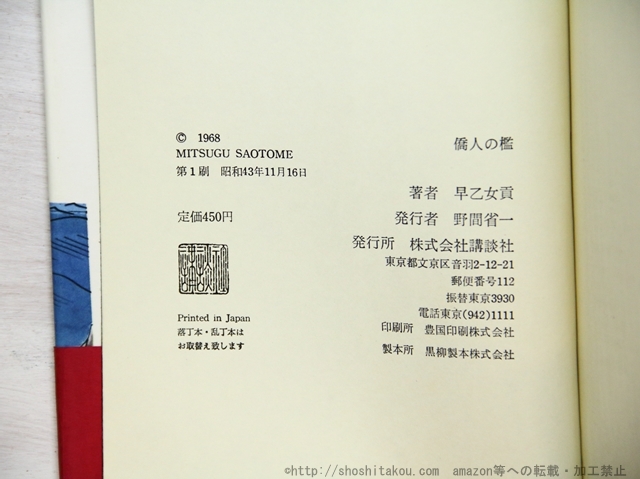 © 1968
MITSUGU SAOTOME
第1刷 昭和43年11月16日
定価450円
Printed in Japan
落丁本・乱丁本は
お取替え致します
僑人の檻
著者 早乙女貢
発行者 野間省一
発行所 株式会社講談社
東京都文京区音羽2-12-21
郵便番号112
振替東京3930
電話東京(942)1111
印刷所 豊国印刷株式会社
製本所 黒柳製本株式会社
©http://shoshitakou.com amazon等への転載・加工禁止